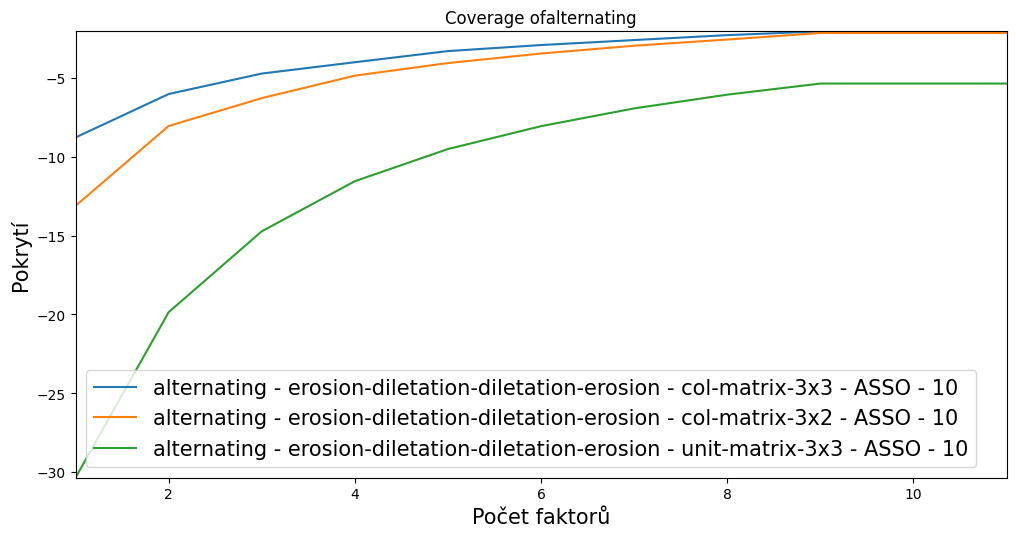 Coverage ofalternating
Pokrytí
−5
−10
−15
−20
−25
−30
alternating - erosion-diletation-diletation-erosion - col-matrix-3x3 - ASSO - 10
alternating - erosion-diletation-diletation-erosion - col-matrix-3x2 - ASSO - 10
alternating - erosion-diletation-diletation-erosion - unit-matrix-3x3 - ASSO - 10
2 4 6 8 10
Počet faktorů